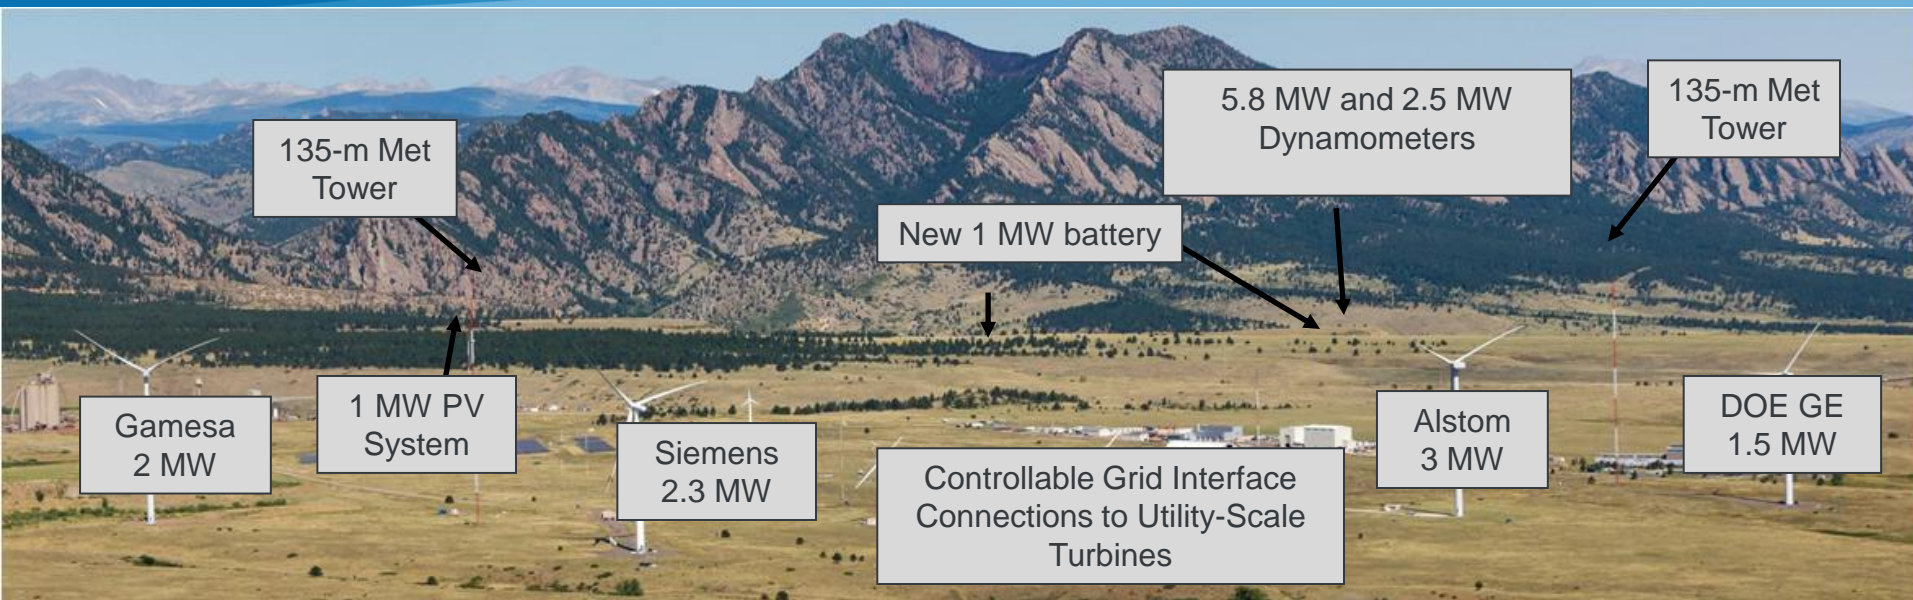 135-m Met
Tower
5.8 MW and 2.5 MW
Dynamometers
135-m Met
Tower
New 1 MW battery
Gamesa
2 MW
1 MW PV
System
Siemens
2.3 MW
Controllable Grid Interface
Connections to Utility-Scale
Turbines
Alstom
3 MW
DOE GE
1.5 MW